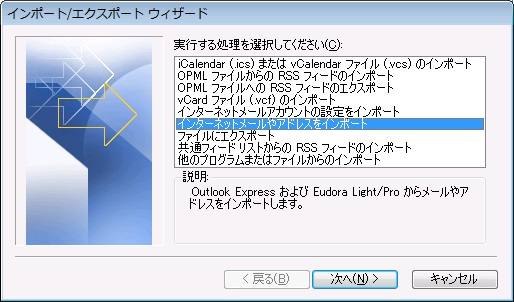 インポート/エクスポート ウィザード
実行する処理を選択してください(C):
iCalendar (.ics) または vCalendar ファイル (.vcs) のインポート
OPML ファイルからの RSS フィードのインポート
OPML ファイルへの RSS フィードのエクスポート
vCard ファイル (.vcf) のインポート
インターネットメールアカウントの設定をインポート
インターネットメールやアドレスをインポート
ファイルにエクスポート
共通フィード リストからの RSS フィードのインポート
他のプログラムまたはファイルからのインポート
説明:
Outlook Express および Eudora Light/Pro からメールやア
ドレスをインポートします。
< 戻る(B)
次へ(N) >
キャンセル